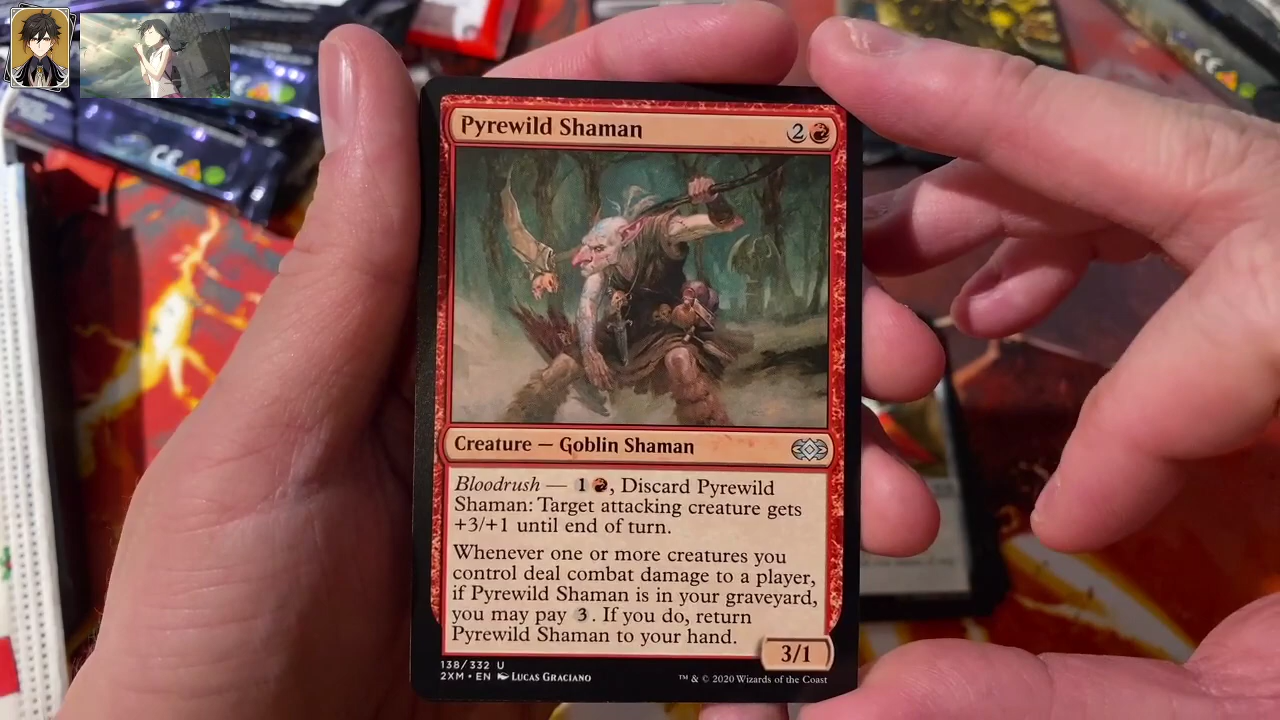 Pyrewild Shaman 2
Creature — Goblin Shaman
Bloodrush — 1 , Discard Pyrewild
Shaman: Target attacking creature gets
+3/+1 until end of turn.
Whenever one or more creatures you
control deal combat damage to a player,
if Pyrewild Shaman is in your graveyard,
you may pay 3. If you do, return
Pyrewild Shaman to your hand.
3/1
138/332 U
2XM • EN Lucas Graciano
™ & © 2020 Wizards of the Coast